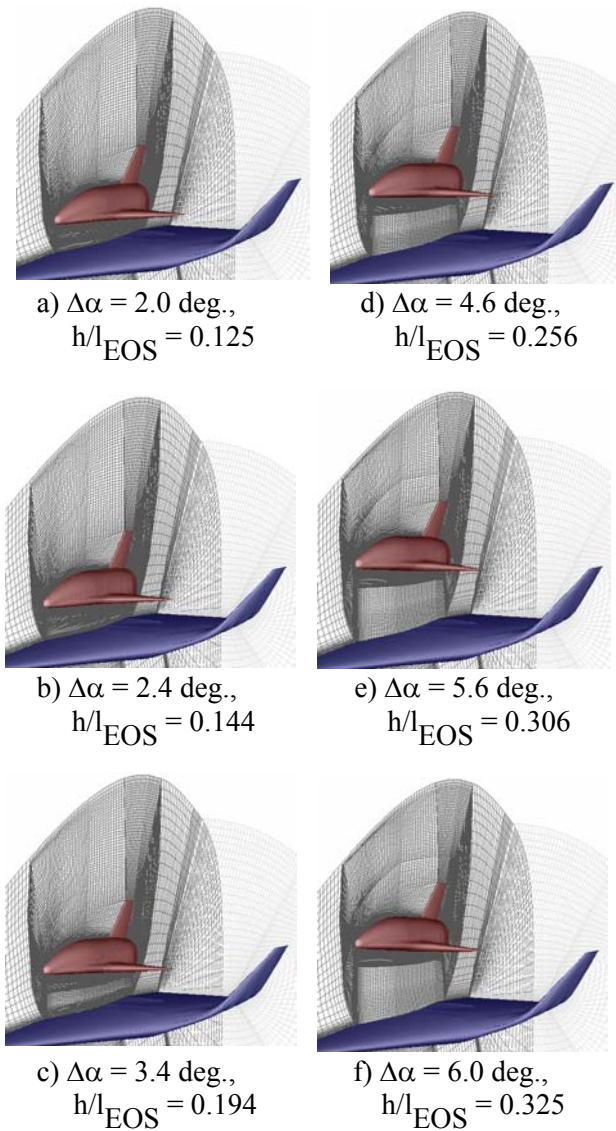 a) Δα = 2.0 deg.,
h/lEOS = 0.125
d) Δα = 4.6 deg.,
h/lEOS = 0.256
b) Δα = 2.4 deg.,
h/lEOS = 0.144
e) Δα = 5.6 deg.,
h/lEOS = 0.306
c) Δα = 3.4 deg.,
h/lEOS = 0.194
f) Δα = 6.0 deg.,
h/lEOS = 0.325